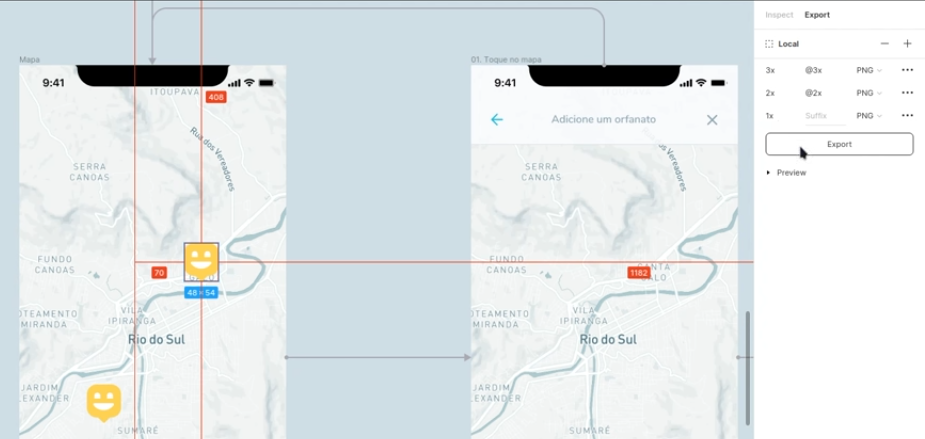 Inspect Export
Local
3x @3x PNG
2x @2x PNG
1x Suffix PNG
Export
Preview
Mapa
9:41
ITOUPAVA
408
Rua dos Vereadores
SERRA
CANOAS
FUNDO
CANOAS
70
48 × 54
VILA
IPIRANGA
OTEAMENTO
MIRANDA
Rio do Sul
JARDIM
LEXANDER
SUMARÉ
01. Toque no mapa
9:41
Adicione um orfanato
dos Vereadores
SERRA
CANOAS
FUNDO
CANOAS
1182
VILA
IPIRANGA
OTEAMENTO
MIRANDA
Rio do Sul
JARDIM
EXANDER
SUMARÉ